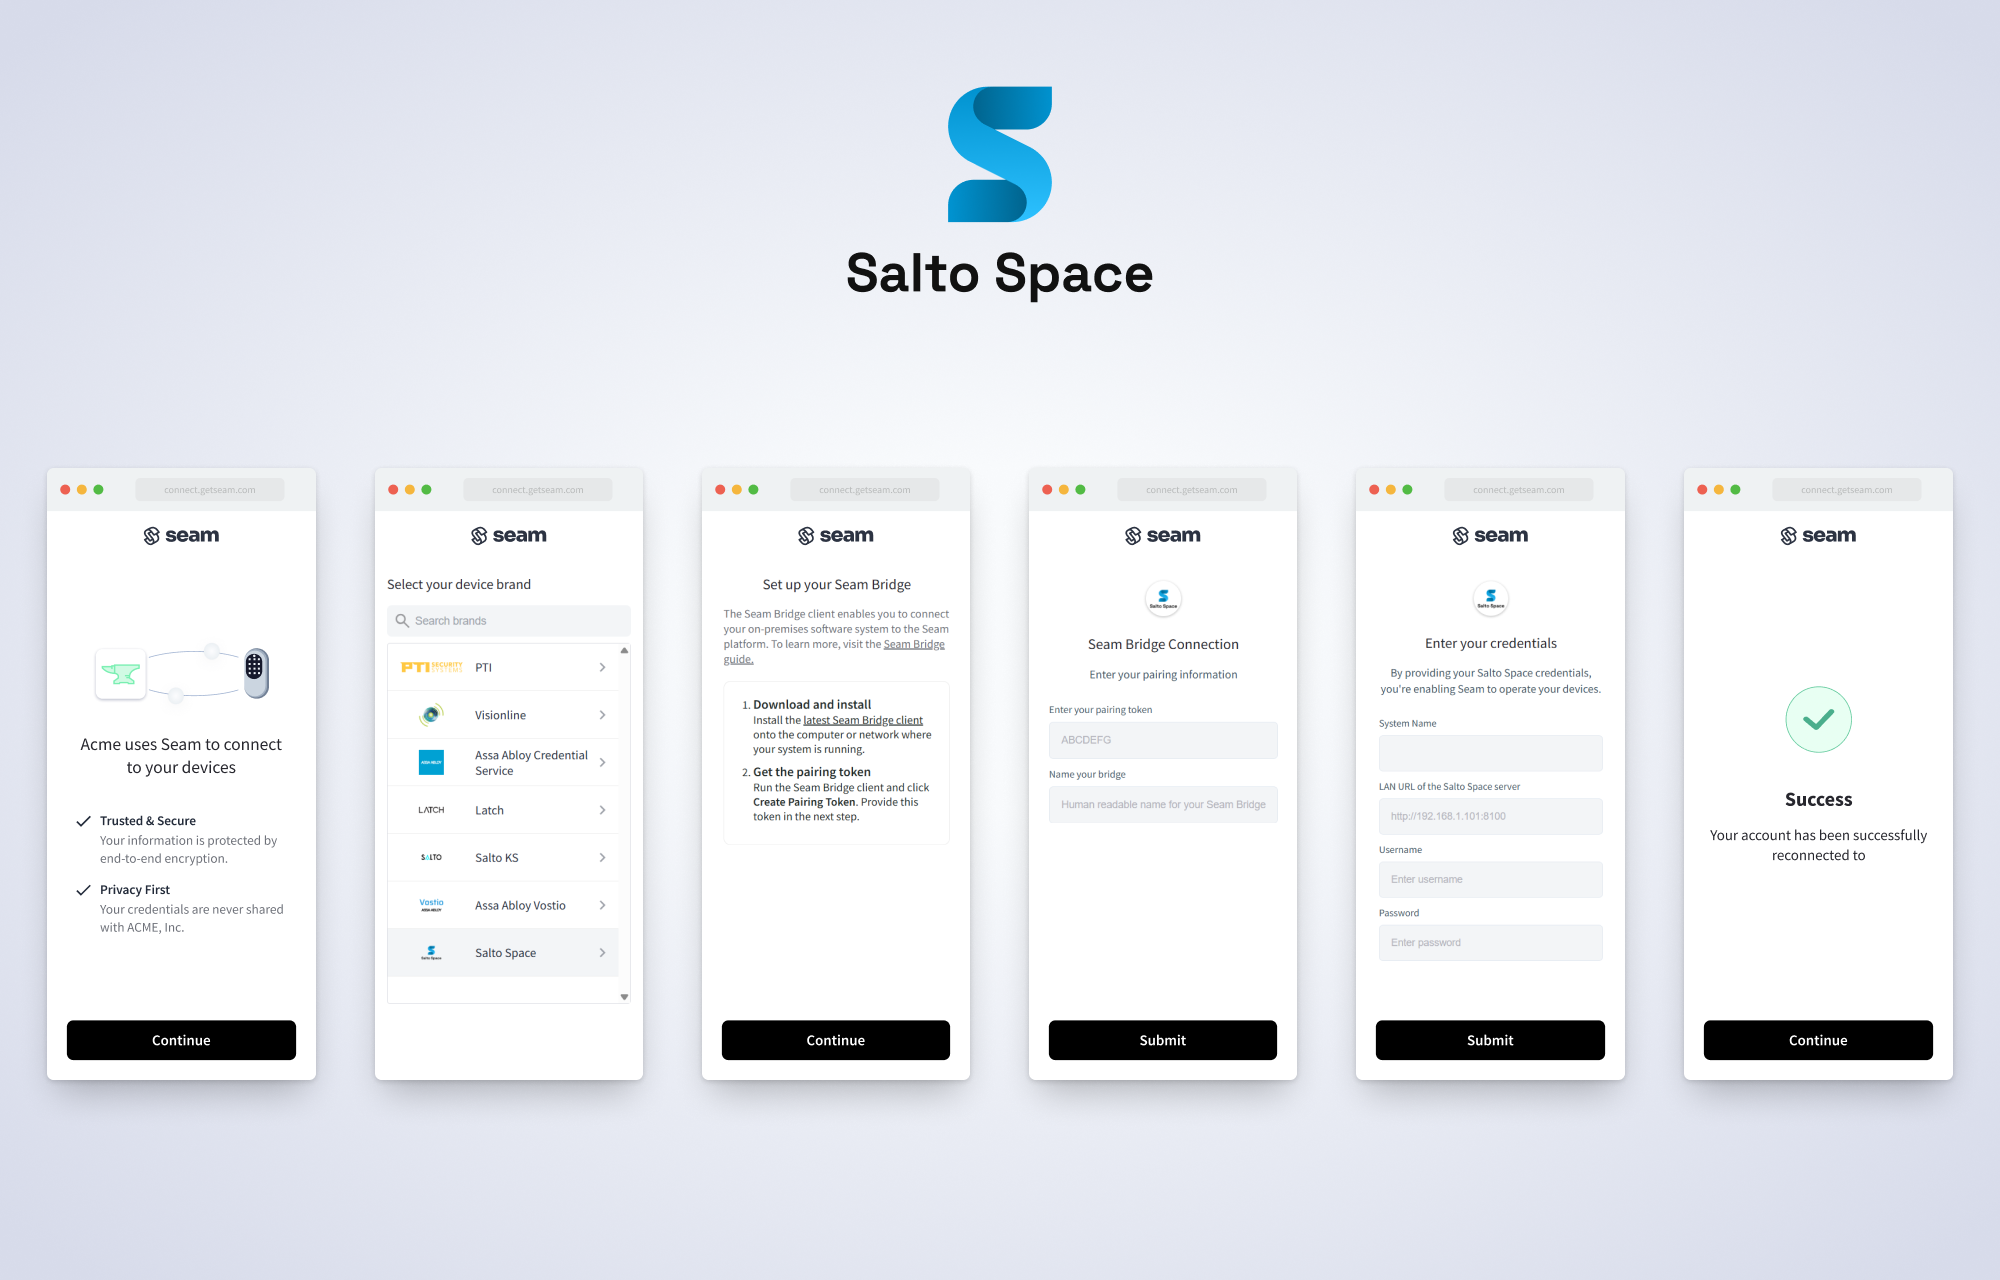 Salto Space
connect.getseam.com
seam
Acme uses Seam to connect
to your devices
Trusted & Secure
Your information is protected by
end-to-end encryption.
Privacy First
Your credentials are never shared
with ACME, Inc.
Continue
connect.getseam.com
seam
Select your device brand
Search brands
PTI SECURITY SYSTEMS PTI
Visionline
ASSA ABLOY Assa Abloy Credential
Service
LATCH Latch
SALTO Salto KS
Vostio
ASSA ABLOY Assa Abloy Vostio
Salto Space Salto Space
connect.getseam.com
seam
Set up your Seam Bridge
The Seam Bridge client enables you to connect
your on-premises software system to the Seam
platform. To learn more, visit the Seam Bridge
guide.
1. Download and install
Install the latest Seam Bridge client
onto the computer or network where
your system is running.
2. Get the pairing token
Run the Seam Bridge client and click
Create Pairing Token. Provide this
token in the next step.
Continue
connect.getseam.com
seam
Salto Space
Seam Bridge Connection
Enter your pairing information
Enter your pairing token
ABCDEFG
Name your bridge
Human readable name for your Seam Bridge
Submit
connect.getseam.com
seam
Salto Space
Enter your credentials
By providing your Salto Space credentials,
you're enabling Seam to operate your devices.
System Name
LAN URL of the Salto Space server
http://192.168.1.101:8100
Username
Enter username
Password
Enter password
Submit
connect.getseam.com
seam
Success
Your account has been successfully
reconnected to
Continue